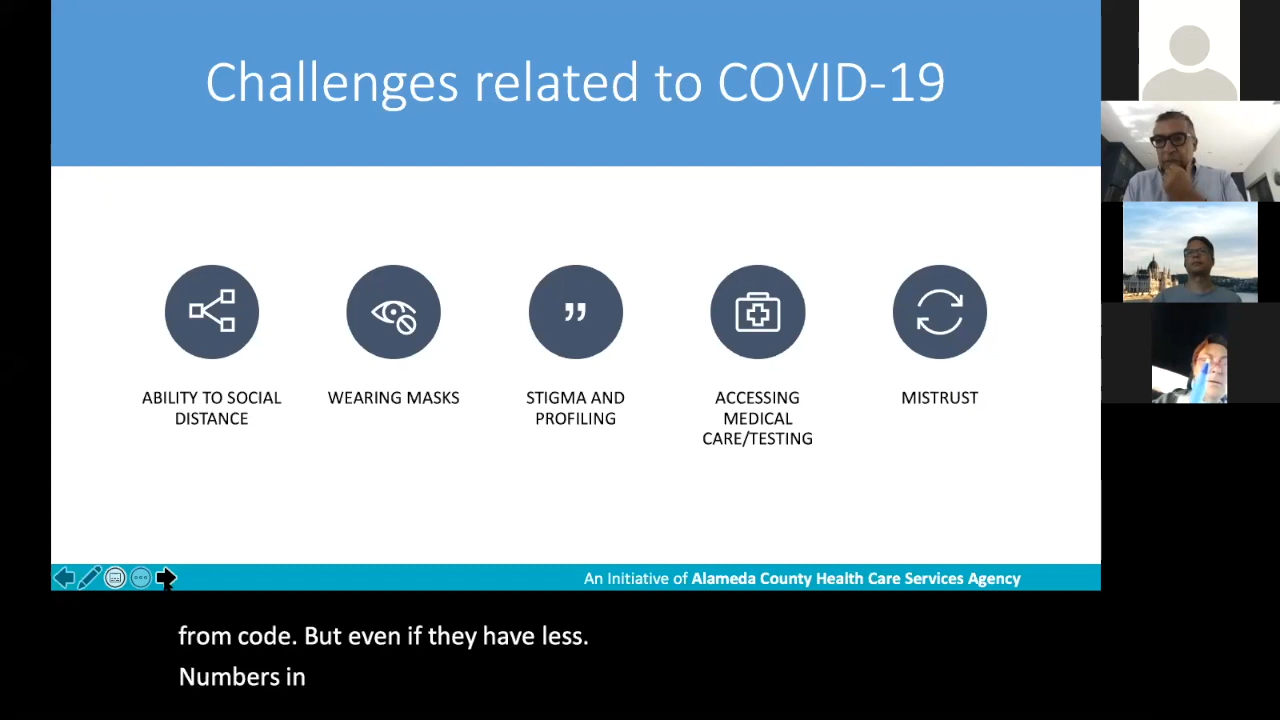 Challenges related to COVID-19
ABILITY TO SOCIAL
DISTANCE
WEARING MASKS
STIGMA AND
PROFILING
ACCESSING
MEDICAL
CARE/TESTING
MISTRUST
An Initiative of Alameda County Health Care Services Agency
from code. But even if they have less.
Numbers in